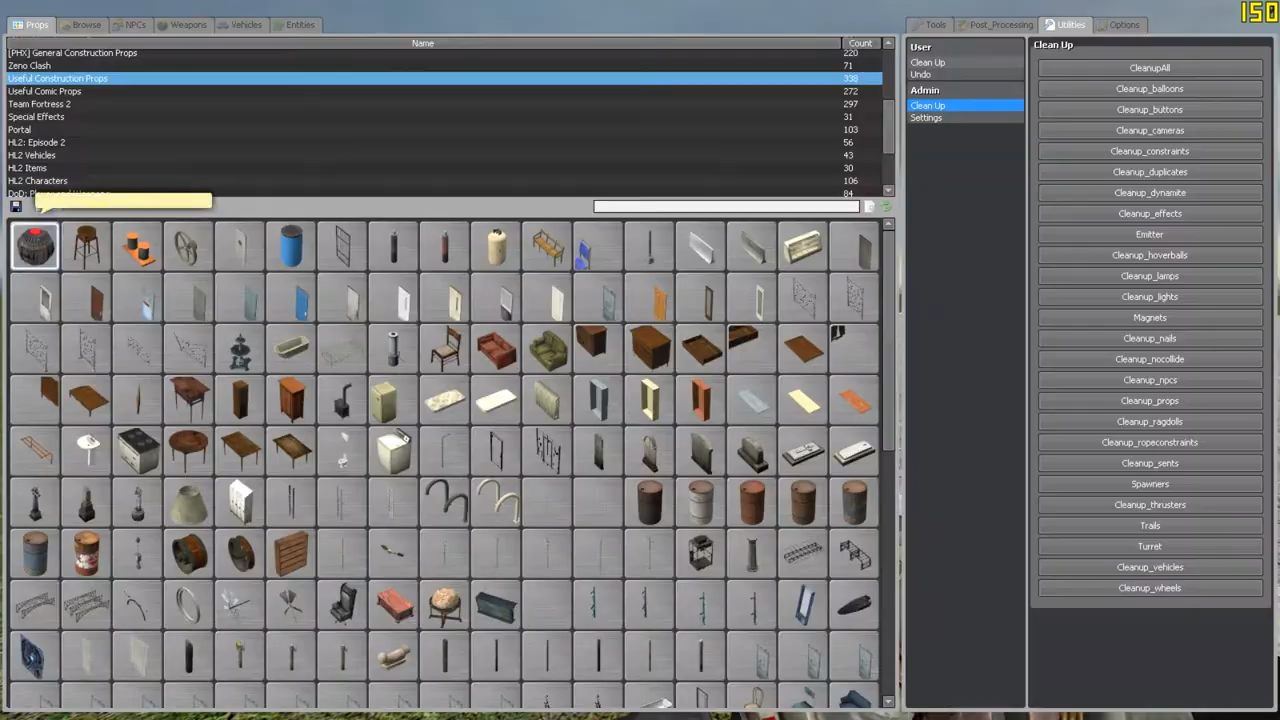 Props
Browse
NPCs
Weapons
Vehicles
Entities
Tools
Post_Processing
Utilities
Options
150
Name
Count
[PHX] General Construction Props
220
Zeno Clash
71
Useful Construction Props
338
Useful Comic Props
272
Team Fortress 2
297
Special Effects
31
Portal
103
HL2: Episode 2
56
HL2 Vehicles
43
HL2 Items
30
HL2 Characters
106
84
User
Clean Up
Undo
Admin
Clean Up
Settings
Clean Up
CleanupAll
Cleanup_balloons
Cleanup_buttons
Cleanup_cameras
Cleanup_constraints
Cleanup_duplicates
Cleanup_dynamite
Cleanup_effects
Emitter
Cleanup_hoverballs
Cleanup_lamps
Cleanup_lights
Magnets
Cleanup_nails
Cleanup_nocollide
Cleanup_npcs
Cleanup_props
Cleanup_ragdolls
Cleanup_ropeconstraints
Cleanup_sents
Spawners
Cleanup_thrusters
Trails
Turret
Cleanup_vehicles
Cleanup_wheels